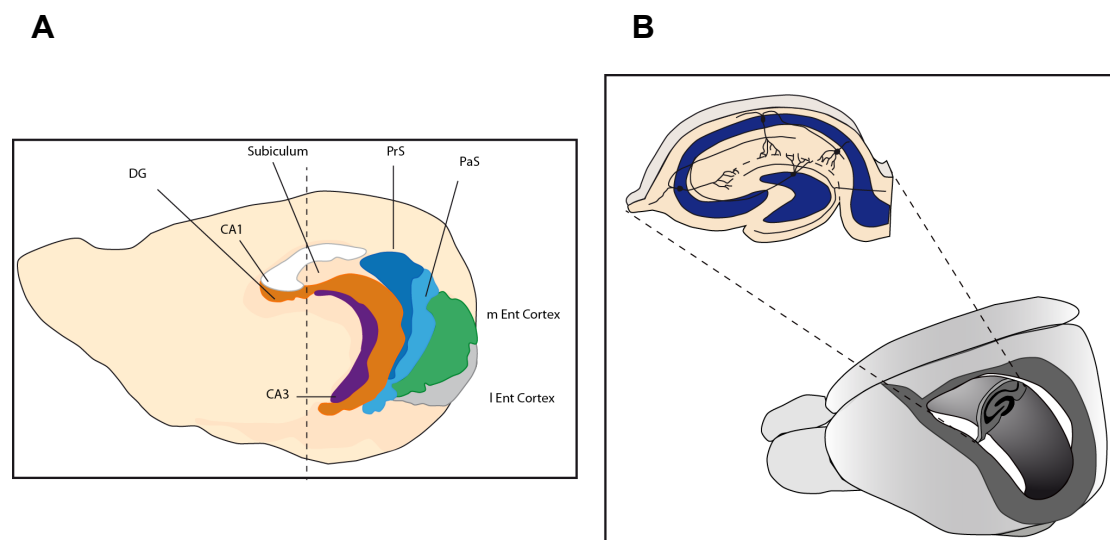 A
B
Subiculum
PrS
PaS
DG
CA1
m Ent Cortex
CA3
l Ent Cortex